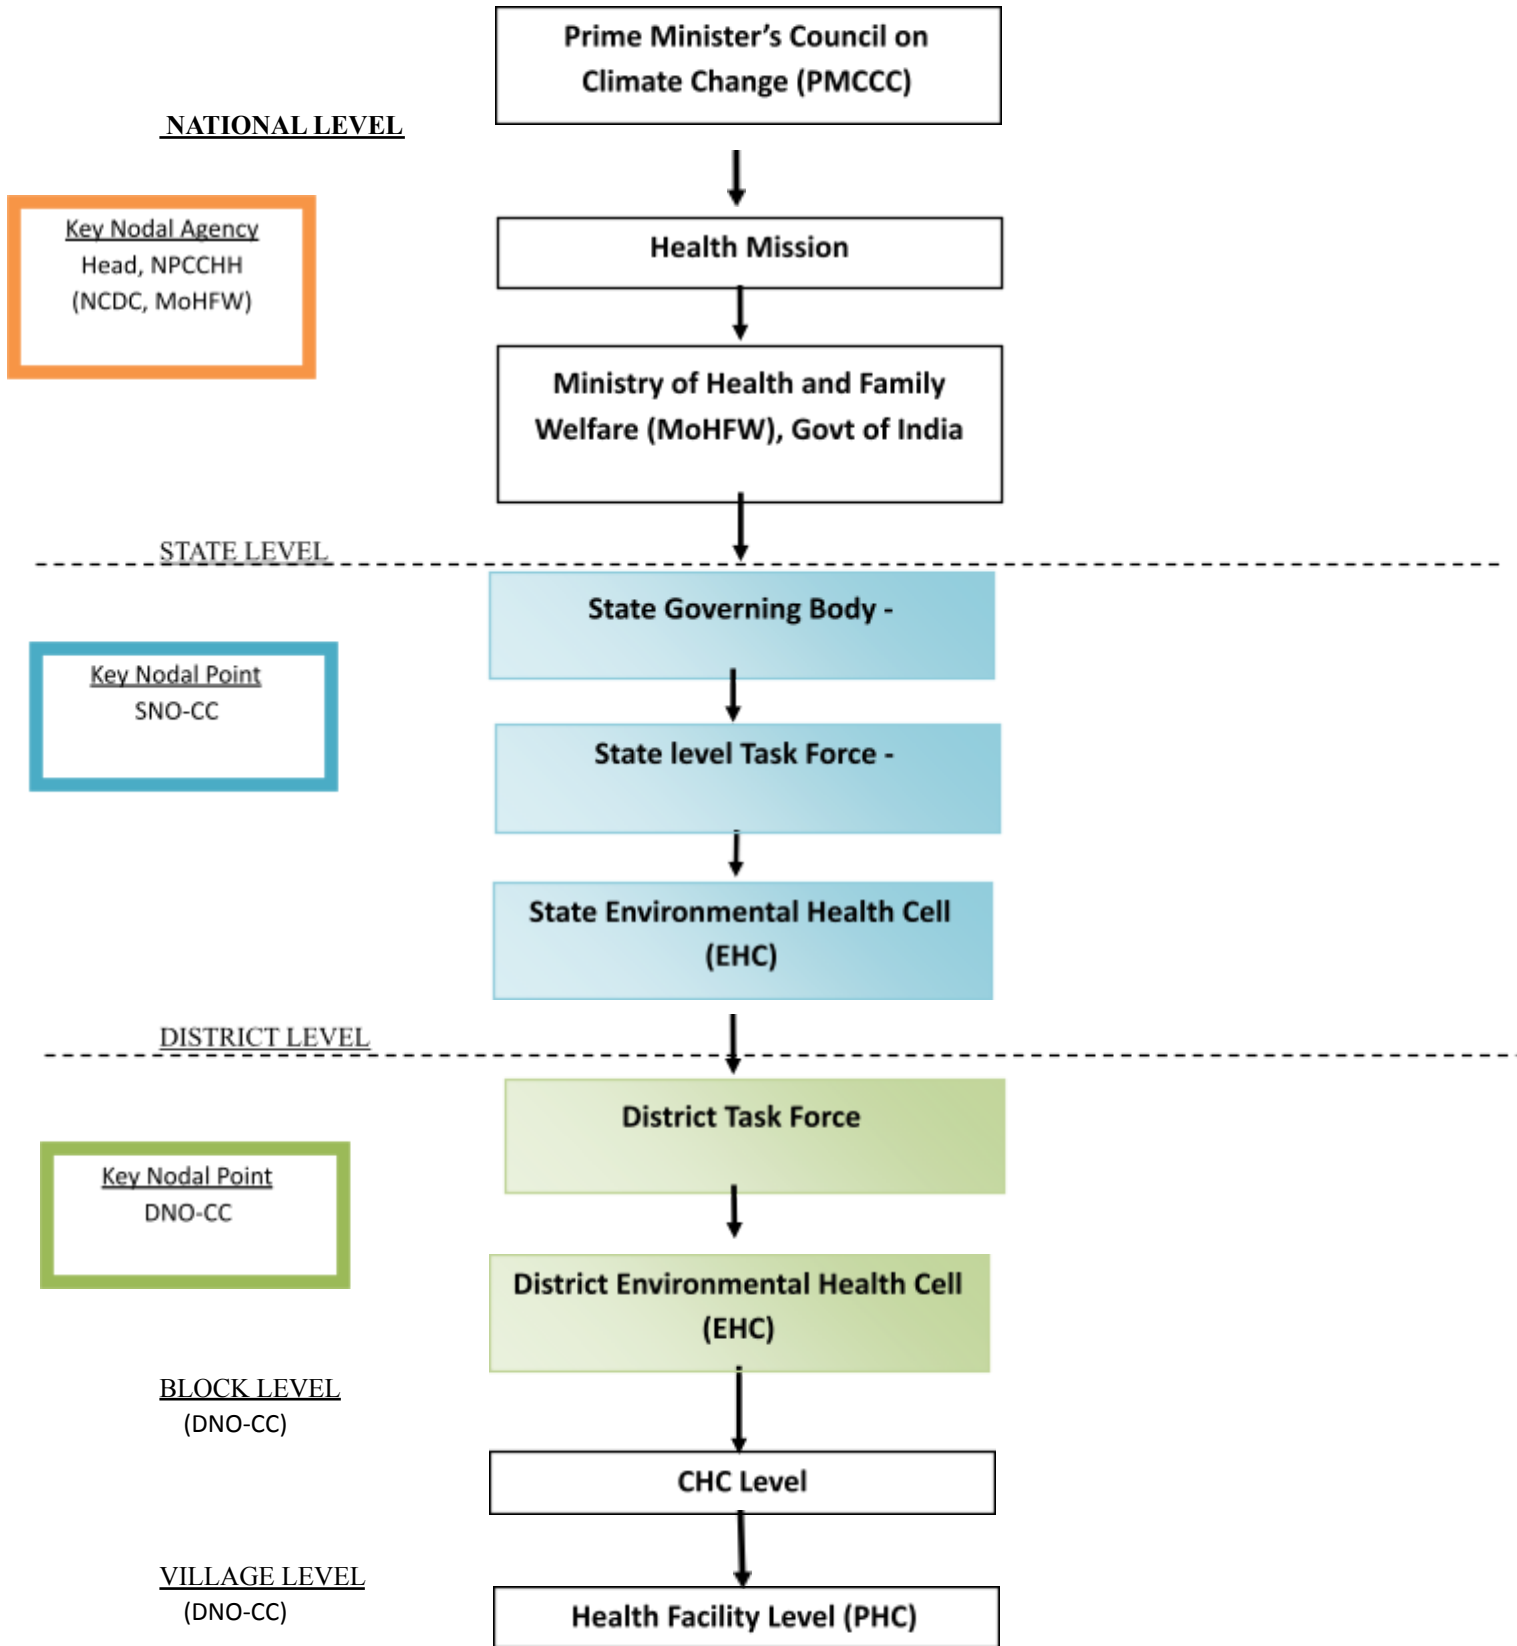 Prime Minister’s Council on
Climate Change (PMCCC)
NATIONAL LEVEL
Key Nodal Agency
Head, NPCCHH
(NCDC, MoHFW)
Health Mission
Ministry of Health and Family
Welfare (MoHFW), Govt of India
STATE LEVEL
State Governing Body -
Key Nodal Point
SNO-CC
State level Task Force -
State Environmental Health Cell
(EHC)
DISTRICT LEVEL
District Task Force
Key Nodal Point
DNO-CC
District Environmental Health Cell
(EHC)
BLOCK LEVEL
(DNO-CC)
CHC Level
VILLAGE LEVEL
(DNO-CC)
Health Facility Level (PHC)